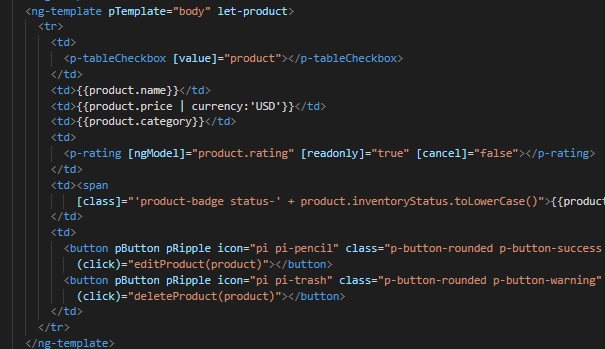 <ng-template pTemplate="body" let-product>
<tr>
<td>
<p-tableCheckbox [value]="product"></p-tableCheckbox>
</td>
<td>{{product.name}}</td>
<td>{{product.price | currency:'USD'}}</td>
<td>{{product.category}}</td>
<td>
<p-rating [ngModel]="product.rating" [readonly]="true" [cancel]="false"></p-rating>
</td>
<td><span
[class]="'product-badge status-' + product.inventoryStatus.toLowerCase()">{{produc
</td>
<td>
<button pButton pRipple icon="pi pi-pencil" class="p-button-rounded p-button-success
(click)="editProduct(product)"></button>
<button pButton pRipple icon="pi pi-trash" class="p-button-rounded p-button-warning"
(click)="deleteProduct(product)"></button>
</td>
</tr>
</ng-template>